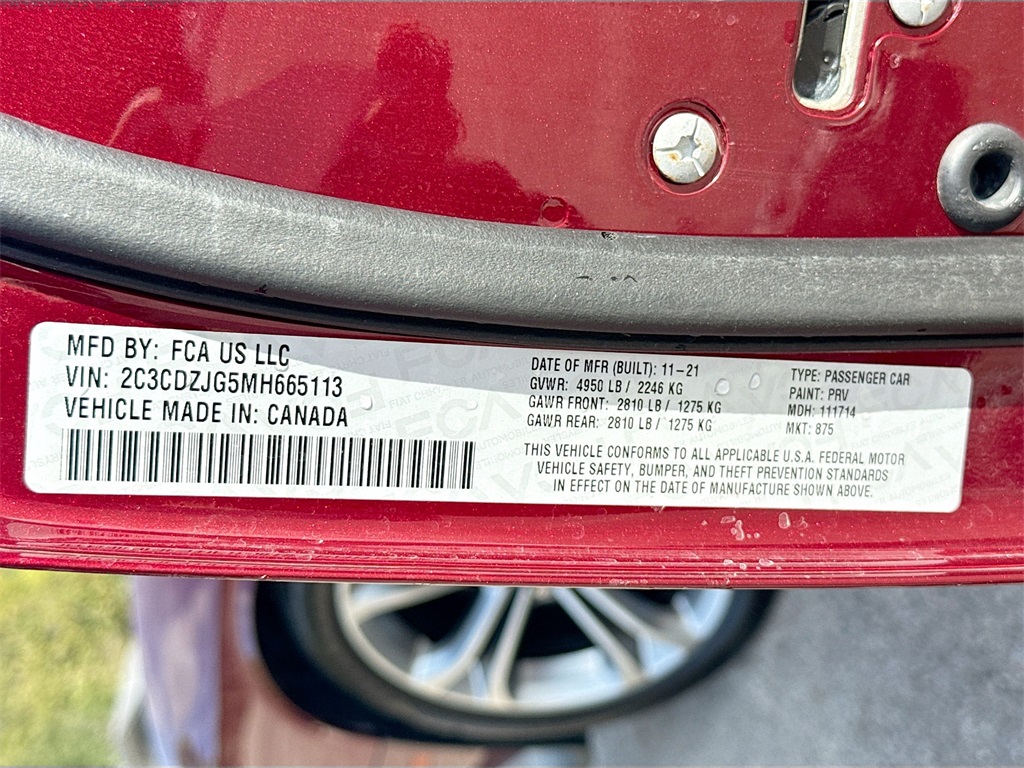 MFD BY: FCA US LLC
VIN: 2C3CDZJG5MH665113
VEHICLE MADE IN: CANADA
DATE OF MFR (BUILT): 11-21
GVWR: 4950 LB / 2246 KG
GAWR FRONT: 2810 LB / 1275 KG
GAWR REAR: 2810 LB / 1275 KG
TYPE: PASSENGER CAR
PAINT: PRV
MDH: 111714
MKT: 875
THIS VEHICLE CONFORMS TO ALL APPLICABLE U.S.A. FEDERAL MOTOR
VEHICLE SAFETY, BUMPER, AND THEFT PREVENTION STANDARDS
IN EFFECT ON THE DATE OF MANUFACTURE SHOWN ABOVE.